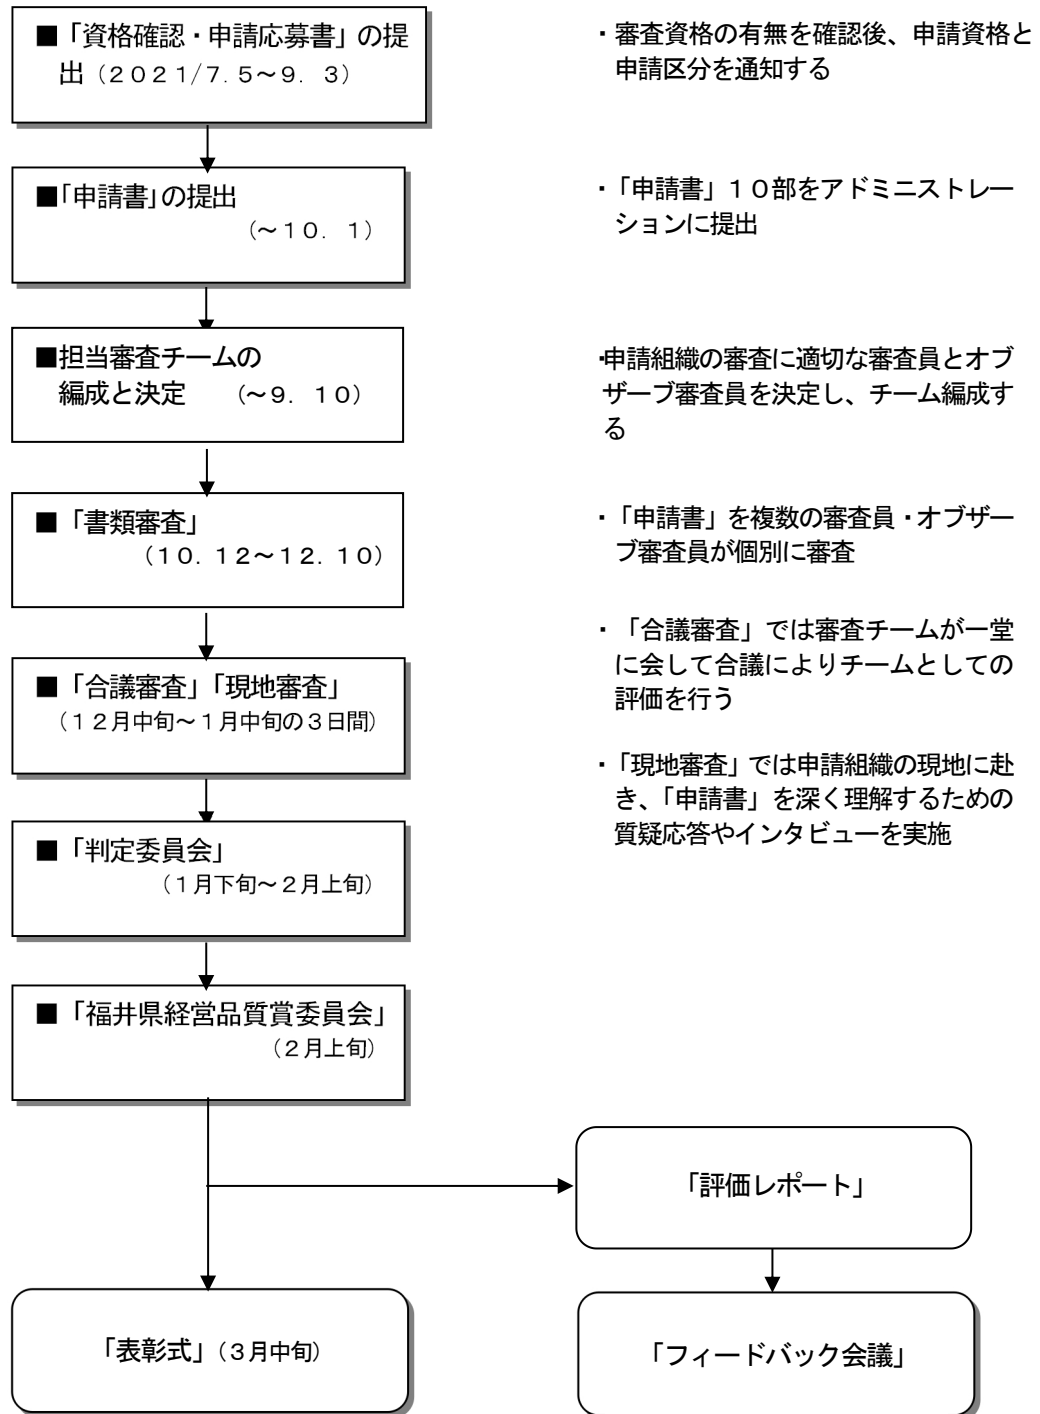 ■「資格確認・申請応募書」の提
出（２０２１/７．５～９．３）
・審査資格の有無を確認後、申請資格と
申請区分を通知する
■「申請書」の提出
（～１０．１）
・「申請書」１０部をアドミニストレー
ションに提出
■担当審査チームの
編成と決定　（～９．１０）
・申請組織の審査に適切な審査員とオブ
ザーブ審査員を決定し、チーム編成す
る
■「書類審査」
（１０．１２～１２．１０）
・「申請書」を複数の審査員・オブザー
ブ審査員が個別に審査
■「合議審査」「現地審査」
（１２月中旬～１月中旬の３日間）
・「合議審査」では審査チームが一堂
に会して合議によりチームとしての
評価を行う
・「現地審査」では申請組織の現地に赴
き、「申請書」を深く理解するための
質疑応答やインタビューを実施
■「判定委員会」
（１月下旬～２月上旬）
■「福井県経営品質賞委員会」
（２月上旬）
「評価レポート」
「表彰式」（３月中旬）
「フィードバック会議」